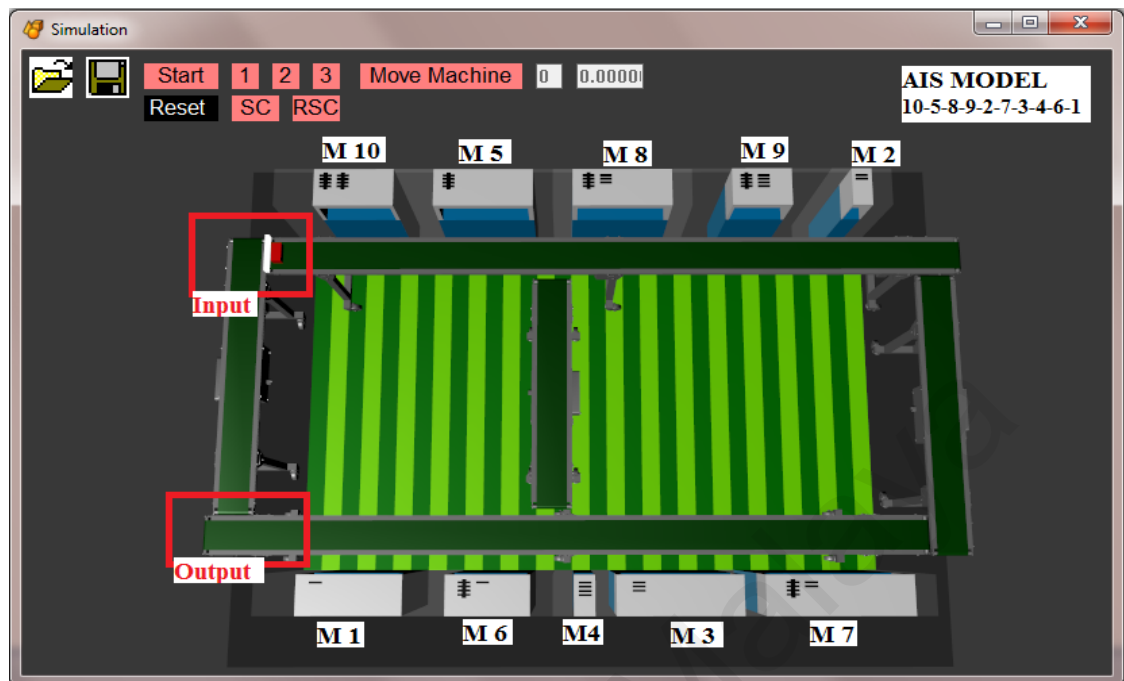 Simulation
Start 1 2 3 Move Machine 0 0.0000
Reset SC RSC
AIS MODEL
10-5-8-9-2-7-3-4-6-1
M 10 M 5 M 8 M 9 M 2
Input
Output
M 1 M 6 M4 M 3 M 7